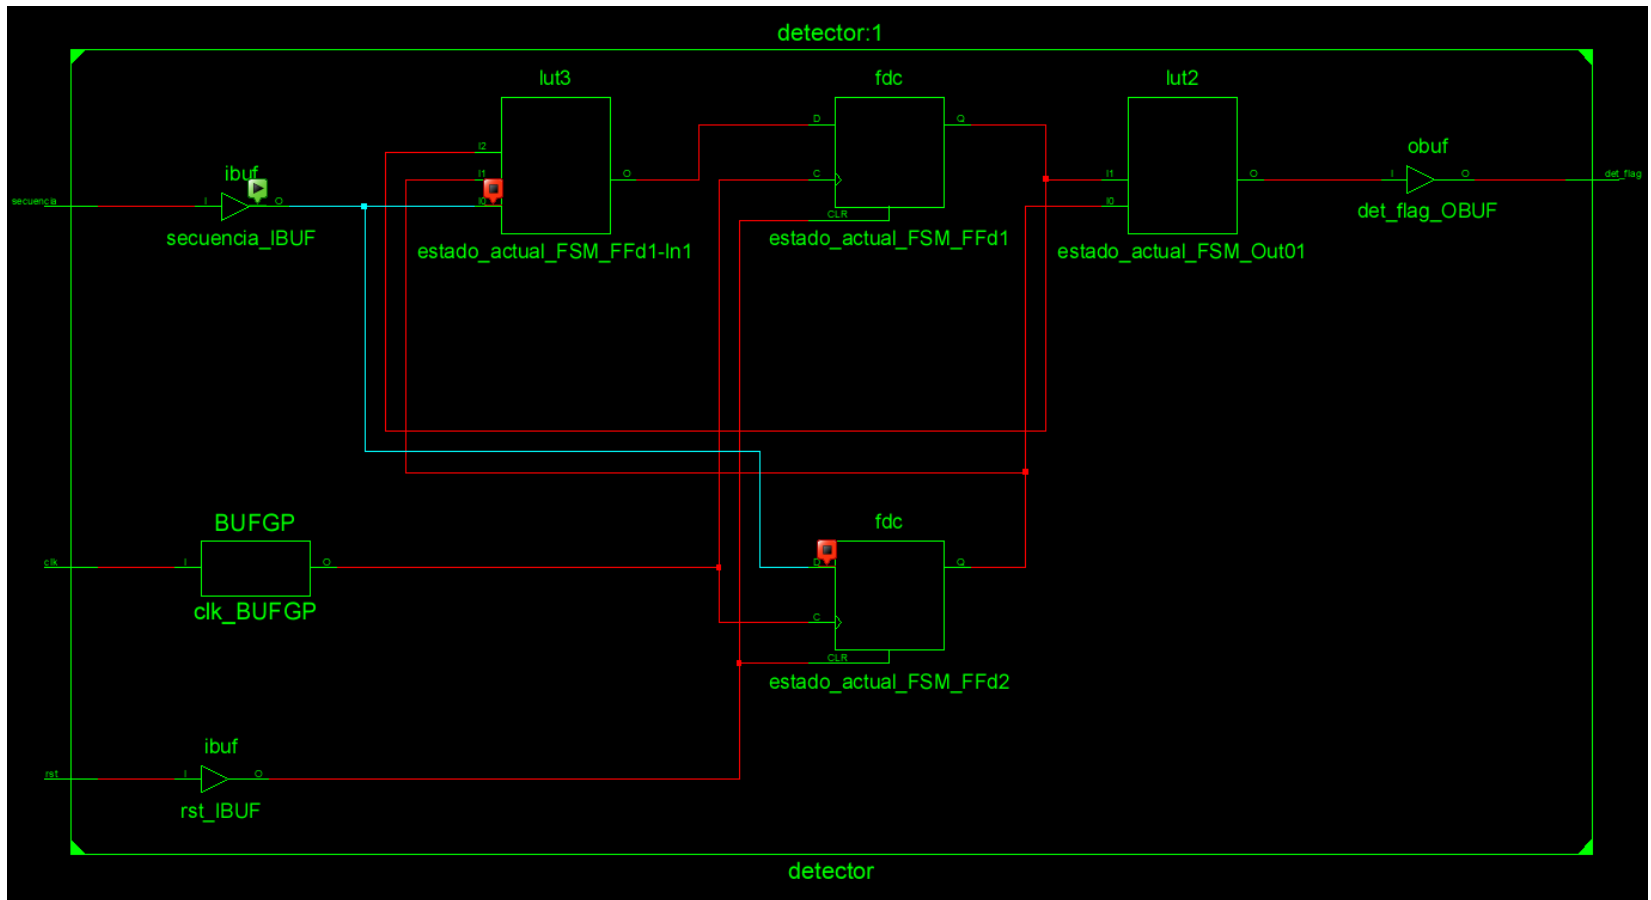 detector:1
lut3
fdc
lut2
I2
I1
I0
O
estado_actual_FSM_FFd1-In1
D
C
CLR
Q
estado_actual_FSM_FFd1
I1
I0
O
estado_actual_FSM_Out01
obuf
I
O
det_flag_OBUF
det_flag
secuencia
ibuf
I
O
secuencia_IBUF
clk
BUFGP
I
O
clk_BUFGP
fdc
D
C
CLR
Q
estado_actual_FSM_FFd2
rst
ibuf
I
O
rst_IBUF
detector